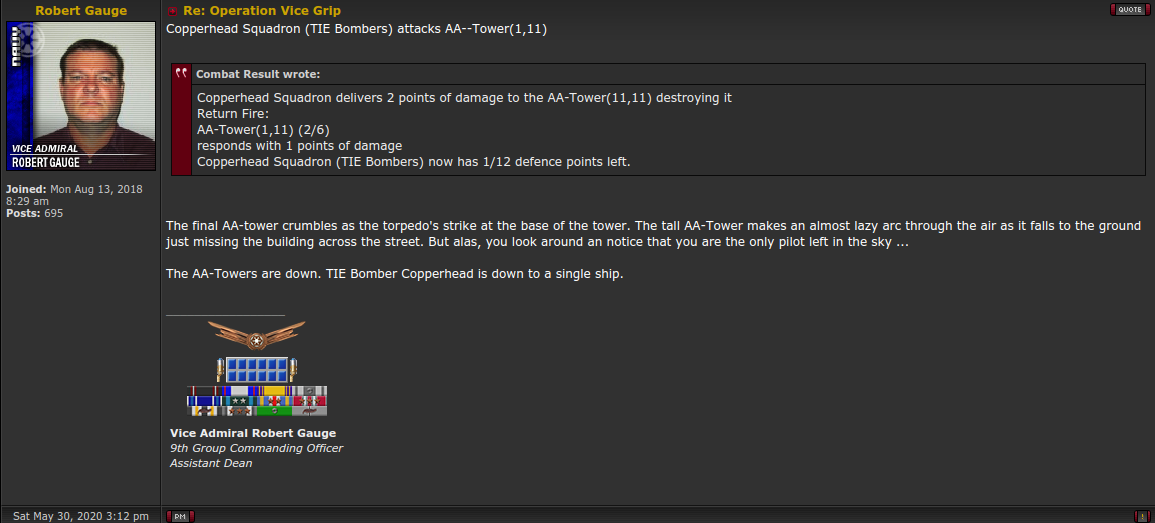 Robert Gauge
Re: Operation Vice Grip
QUOTE
Copperhead Squadron (TIE Bombers) attacks AA--Tower(1,11)
Combat Result wrote:
Copperhead Squadron delivers 2 points of damage to the AA-Tower(11,11) destroying it
Return Fire:
AA-Tower(1,11) (2/6)
responds with 1 points of damage
Copperhead Squadron (TIE Bombers) now has 1/12 defence points left.
VICE ADMIRAL
ROBERT GAUGE
Joined: Mon Aug 13, 2018
8:29 am
Posts: 695
The final AA-tower crumbles as the torpedo's strike at the base of the tower. The tall AA-Tower makes an almost lazy arc through the air as it falls to the ground
just missing the building across the street. But alas, you look around an notice that you are the only pilot left in the sky ...
The AA-Towers are down. TIE Bomber Copperhead is down to a single ship.
Vice Admiral Robert Gauge
9th Group Commanding Officer
Assistant Dean
Sat May 30, 2020 3:12 pm
PM
!